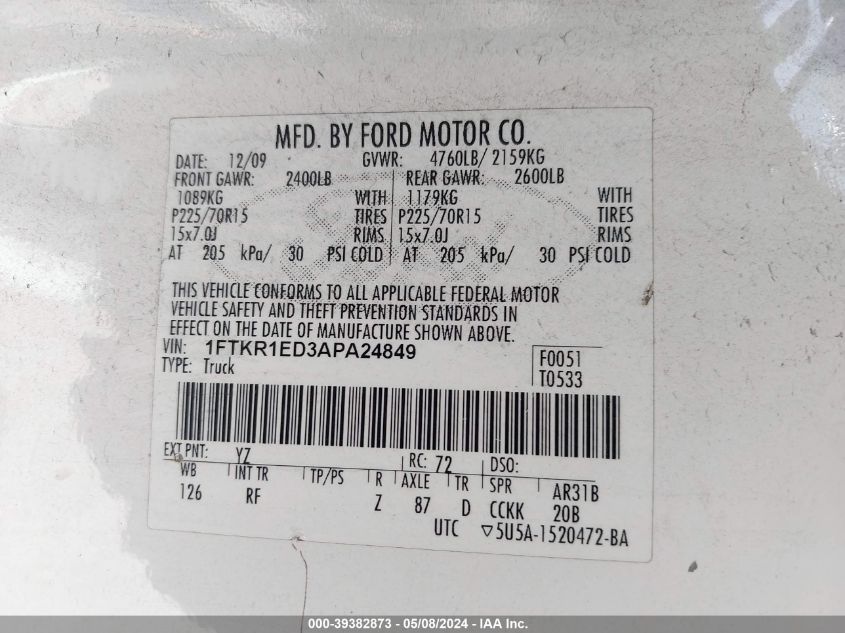 MFD. BY FORD MOTOR CO.
DATE: 12/09 GVWR: 4760LB/ 2159KG
FRONT GAWR: 2400LB REAR GAWR: 2600LB
1089KG WITH 1179KG WITH
P225/70R15 TIRES P225/70R15 TIRES
15x7.0J RIMS 15x7.0J RIMS
AT 205 kPa/ 30 PSI COLD AT 205 kPa/ 30 PSI COLD
THIS VEHICLE CONFORMS TO ALL APPLICABLE FEDERAL MOTOR
VEHICLE SAFETY AND THEFT PREVENTION STANDARDS IN
EFFECT ON THE DATE OF MANUFACTURE SHOWN ABOVE.
VIN: 1FTKR1ED3APA24849 F0051
TYPE: Truck T0533
EXT PNT: YZ RC: 72 DSO:
WB INT TR TP/PS R AXLE TR SPR AR31B
126 RF Z 87 D CCKK 20B
UTC ▽5U5A-1520472-BA
000-39382873 - 05/08/2024 - IAA Inc.